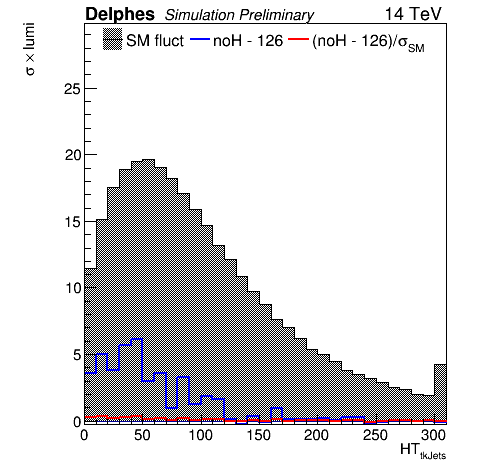 Delphes Simulation Preliminary 14 TeV
σ × lumi
SM fluct noH - 126 (noH - 126)/σSM
25
20
15
10
5
0
0 50 100 150 200 250 300
HTtkJets